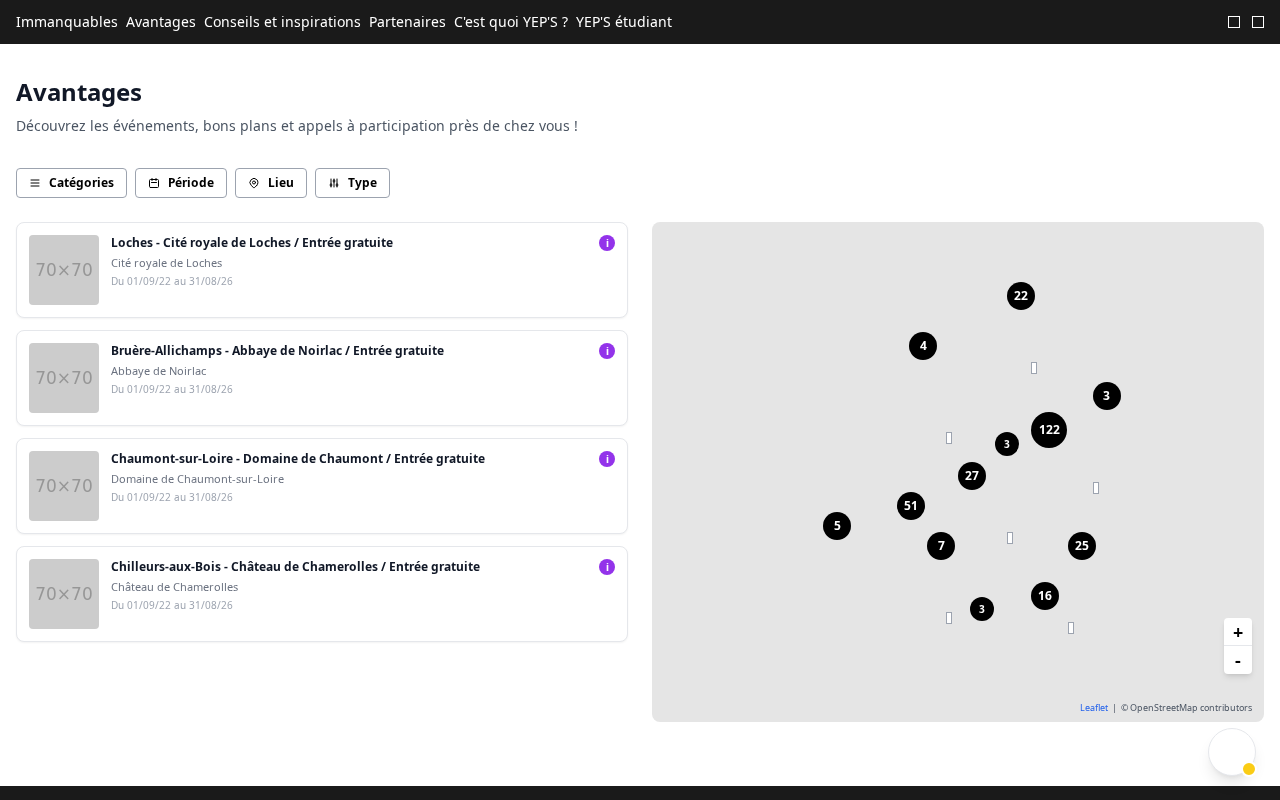 Immanquables Avantages Conseils et inspirations Partenaires C'est quoi YEP'S ? YEP'S étudiant
Avantages
Découvrez les événements, bons plans et appels à participation près de chez vous !
Catégories Période Lieu Type
70×70
Loches - Cité royale de Loches / Entrée gratuite
i
Cité royale de Loches
Du 01/09/22 au 31/08/26
70×70
Bruère-Allichamps - Abbaye de Noirlac / Entrée gratuite
i
Abbaye de Noirlac
Du 01/09/22 au 31/08/26
70×70
Chaumont-sur-Loire - Domaine de Chaumont / Entrée gratuite
i
Domaine de Chaumont-sur-Loire
Du 01/09/22 au 31/08/26
70×70
Chilleurs-aux-Bois - Château de Chamerolles / Entrée gratuite
i
Château de Chamerolles
Du 01/09/22 au 31/08/26
22
4
3
122
3
27
51
5
7
25
16
3
+
-
Leaflet | © OpenStreetMap contributors